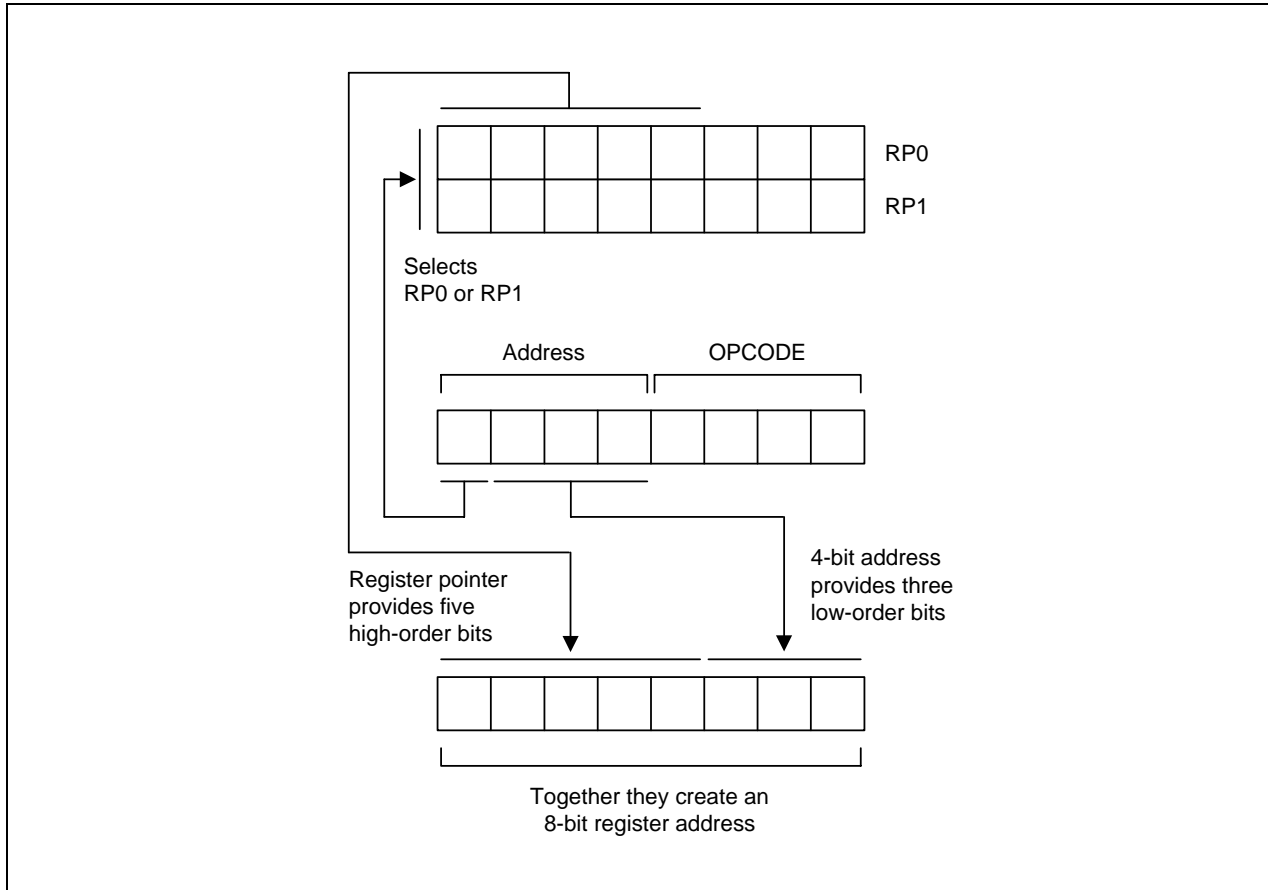 RP0
RP1
Selects
RP0 or RP1
Address
OPCODE
Register pointer
provides five
high-order bits
4-bit address
provides three
low-order bits
Together they create an
8-bit register address